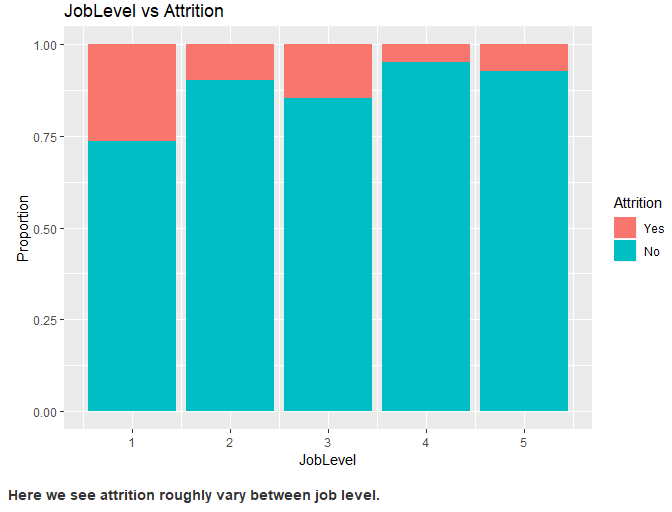 JobLevel vs Attrition
1.00
0.75
0.50
0.25
0.00
Proportion
1 2 3 4 5
JobLevel
Attrition
Yes
No
Here we see attrition roughly vary between job level.